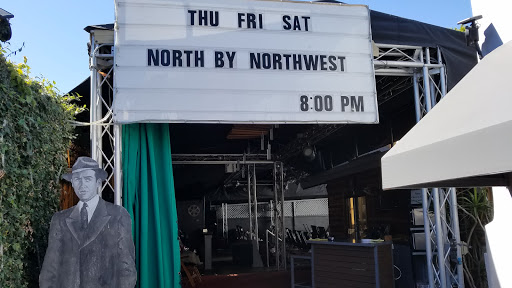 THU FRI SAT
NORTH BY NORTHWEST
8:00 PM